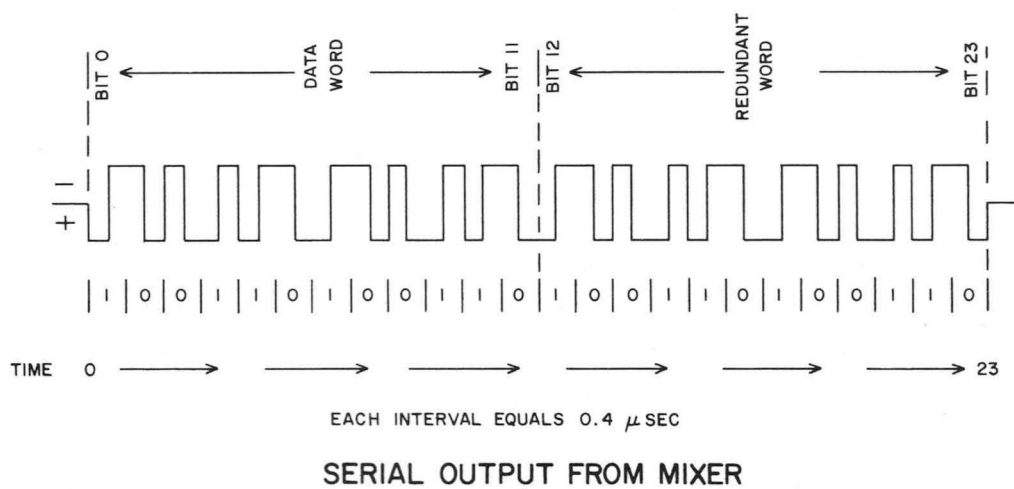 BIT 0
DATA WORD
BIT 11
BIT 12
REDUNDANT WORD
BIT 23
−
+
1 0 0 1 1 0 1 0 0 1 1 0 1 0 0 1 1 0 1 0 0 1 1 0
TIME 0 23
EACH INTERVAL EQUALS 0.4 μ SEC
SERIAL OUTPUT FROM MIXER